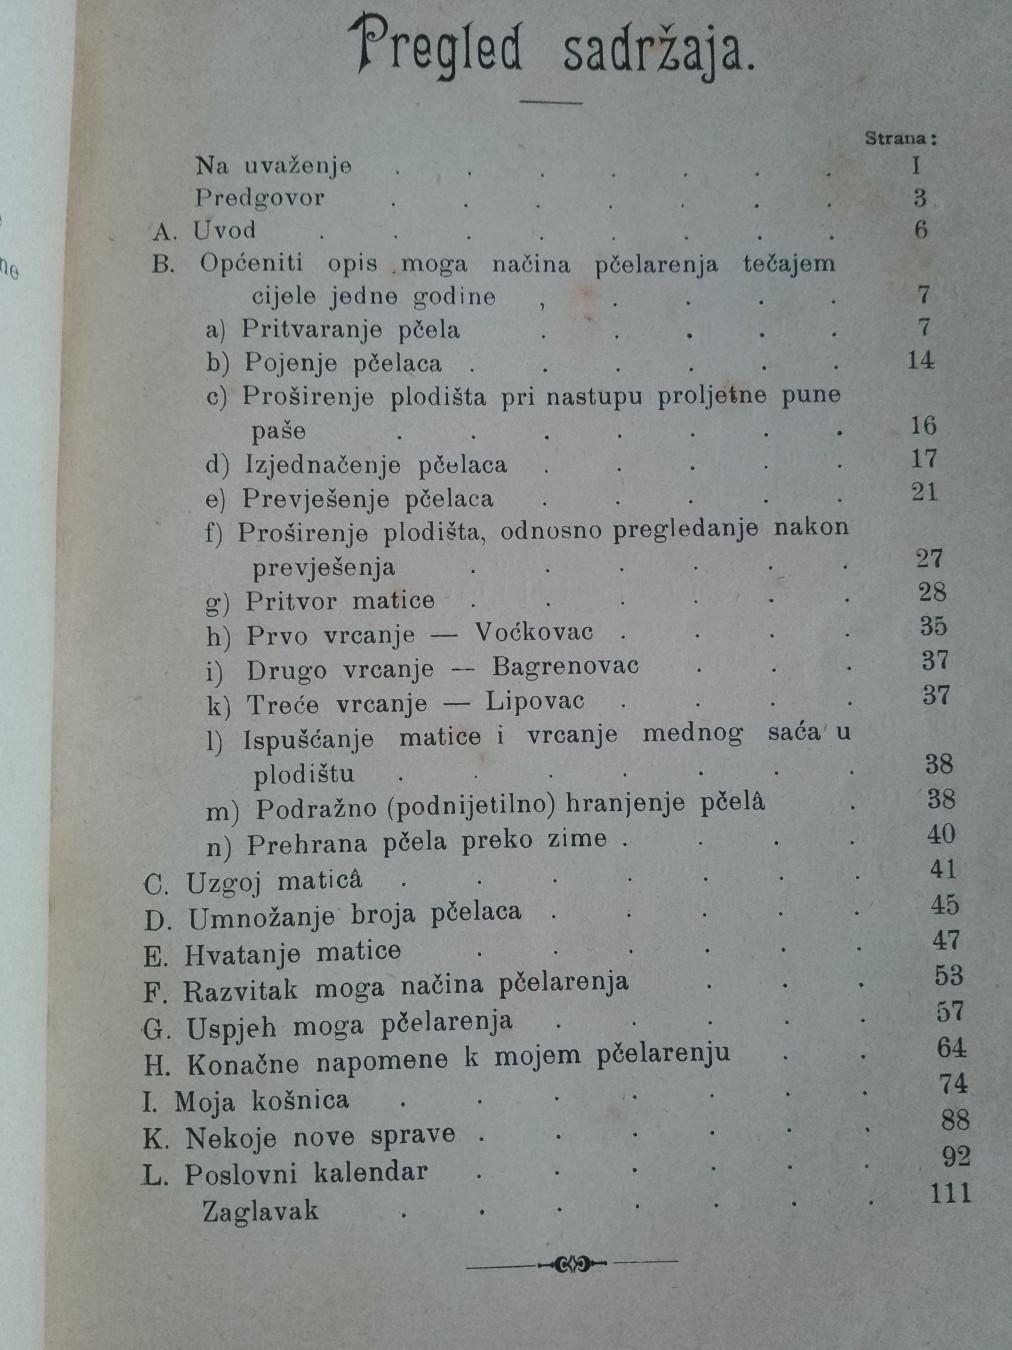 Pregled sadržaja.
Strana:
Na uvaženje . . . . . . . I
Predgovor . . . . . . . 3
A. Uvod . . . . . . . . 6
B. Općeniti opis moga načina pčelarenja tečajem
cijele jedne godine , . . . . 7
a) Pritvaranje pčela . . . . . 7
b) Pojenje pčelaca . . . . . . 14
c) Proširenje plodišta pri nastupu proljetne pune
paše . . . . . . . 16
d) Izjednačenje pčelaca . . . . . 17
e) Prevješenje pčelaca . . . . . 21
f) Proširenje plodišta, odnosno pregledanje nakon
prevješenja . . . . . . 27
g) Pritvor matice . . . . . . 28
h) Prvo vrcanje — Voćkovac . . . . 35
i) Drugo vrcanje — Bagrenovac . . . 37
k) Treće vrcanje — Lipovac . . . . 37
l) Ispušćanje matice i vrcanje mednog saća u
plodištu . . . . . . . 38
m) Podražno (podnijetilno) hranjenje pčelâ . 38
n) Prehrana pčela preko zime . . . . 40
C. Uzgoj maticâ . . . . . . . 41
D. Umnožanje broja pčelaca . . . . . 45
E. Hvatanje matice . . . . . . 47
F. Razvitak moga načina pčelarenja . . . 53
G. Uspjeh moga pčelarenja . . . . . 57
H. Konačne napomene k mojem pčelarenju . . 64
I. Moja košnica . . . . . . . 74
K. Nekoje nove sprave . . . . . . 88
L. Poslovni kalendar . . . . . . 92
Zaglavak . . . . . . . 111